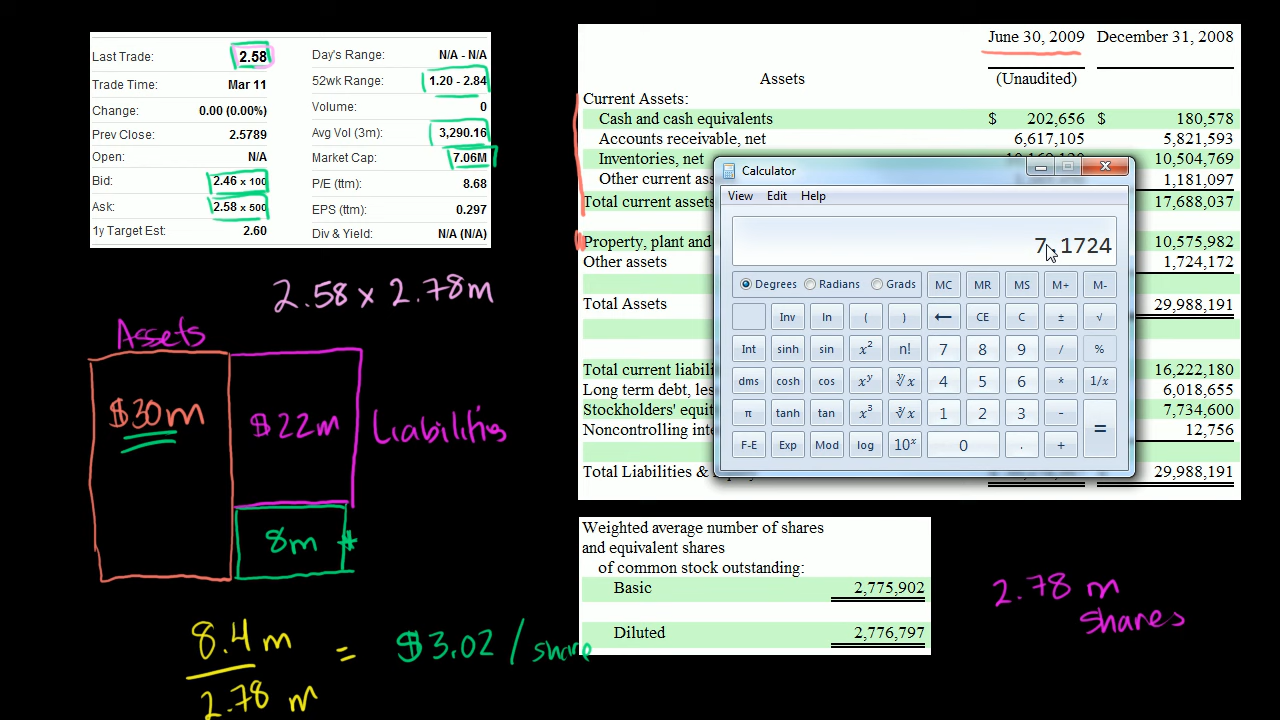 Last Trade: 2.58
Trade Time: Mar 11
Change: 0.00 (0.00%)
Prev Close: 2.5789
Open: N/A
Bid: 2.46 x 100
Ask: 2.58 x 500
1y Target Est: 2.60
Day's Range: N/A - N/A
52wk Range: 1.20 - 2.84
Volume: 0
Avg Vol (3m): 3,290.16
Market Cap: 7.06M
P/E (ttm): 8.68
EPS (ttm): 0.297
Div & Yield: N/A (N/A)
June 30, 2009 December 31, 2008
Assets (Unaudited)
Current Assets:
Cash and cash equivalents $ 202,656 $ 180,578
Accounts receivable, net 6,617,105 5,821,593
Inventories, net 10,504,769
Other current 1,181,097
Total current assets 17,688,037
Property, plant and 10,575,982
Other assets 1,724,172
Total Assets 29,988,191
Total current 16,222,180
Long term debt, 6,018,655
Stockholders' 7,734,600
Noncontrolling 12,756
Total Liabilities & 29,988,191
Calculator
View Edit Help
7.1724
Degrees Radians Grads MC MR MS M+ M-
Inv ln ( ) ← CE C ± √
Int sinh sin x² n! 7 8 9 / %
dms cosh cos xʸ ʸ√x 4 5 6 * 1/x
π tanh tan x³ ³√x 1 2 3 - =
F-E Exp Mod log 10ˣ 0 . +
2.58 x 2.78m
Assets
$30m
$22m
Liabilities
8m *
8.4 m
2.78 m
= $3.02 / share
Weighted average number of shares
and equivalent shares
of common stock outstanding:
Basic 2,775,902
Diluted 2,776,797
2.78 m
shares